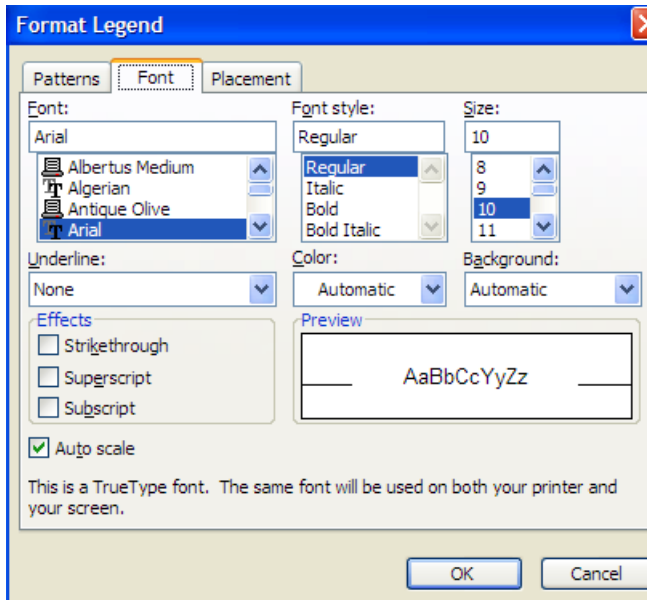 Format Legend
Patterns Font Placement
Font: Font style: Size:
Arial Regular 10
Albertus Medium Regular 8
Algerian Italic 9
Antique Olive Bold 10
Arial Bold Italic 11
Underline: Color: Background:
None Automatic Automatic
Effects Preview
Strikethrough
Superscript AaBbCcYyZz
Subscript
Auto scale
This is a TrueType font. The same font will be used on both your printer and
your screen.
OK Cancel